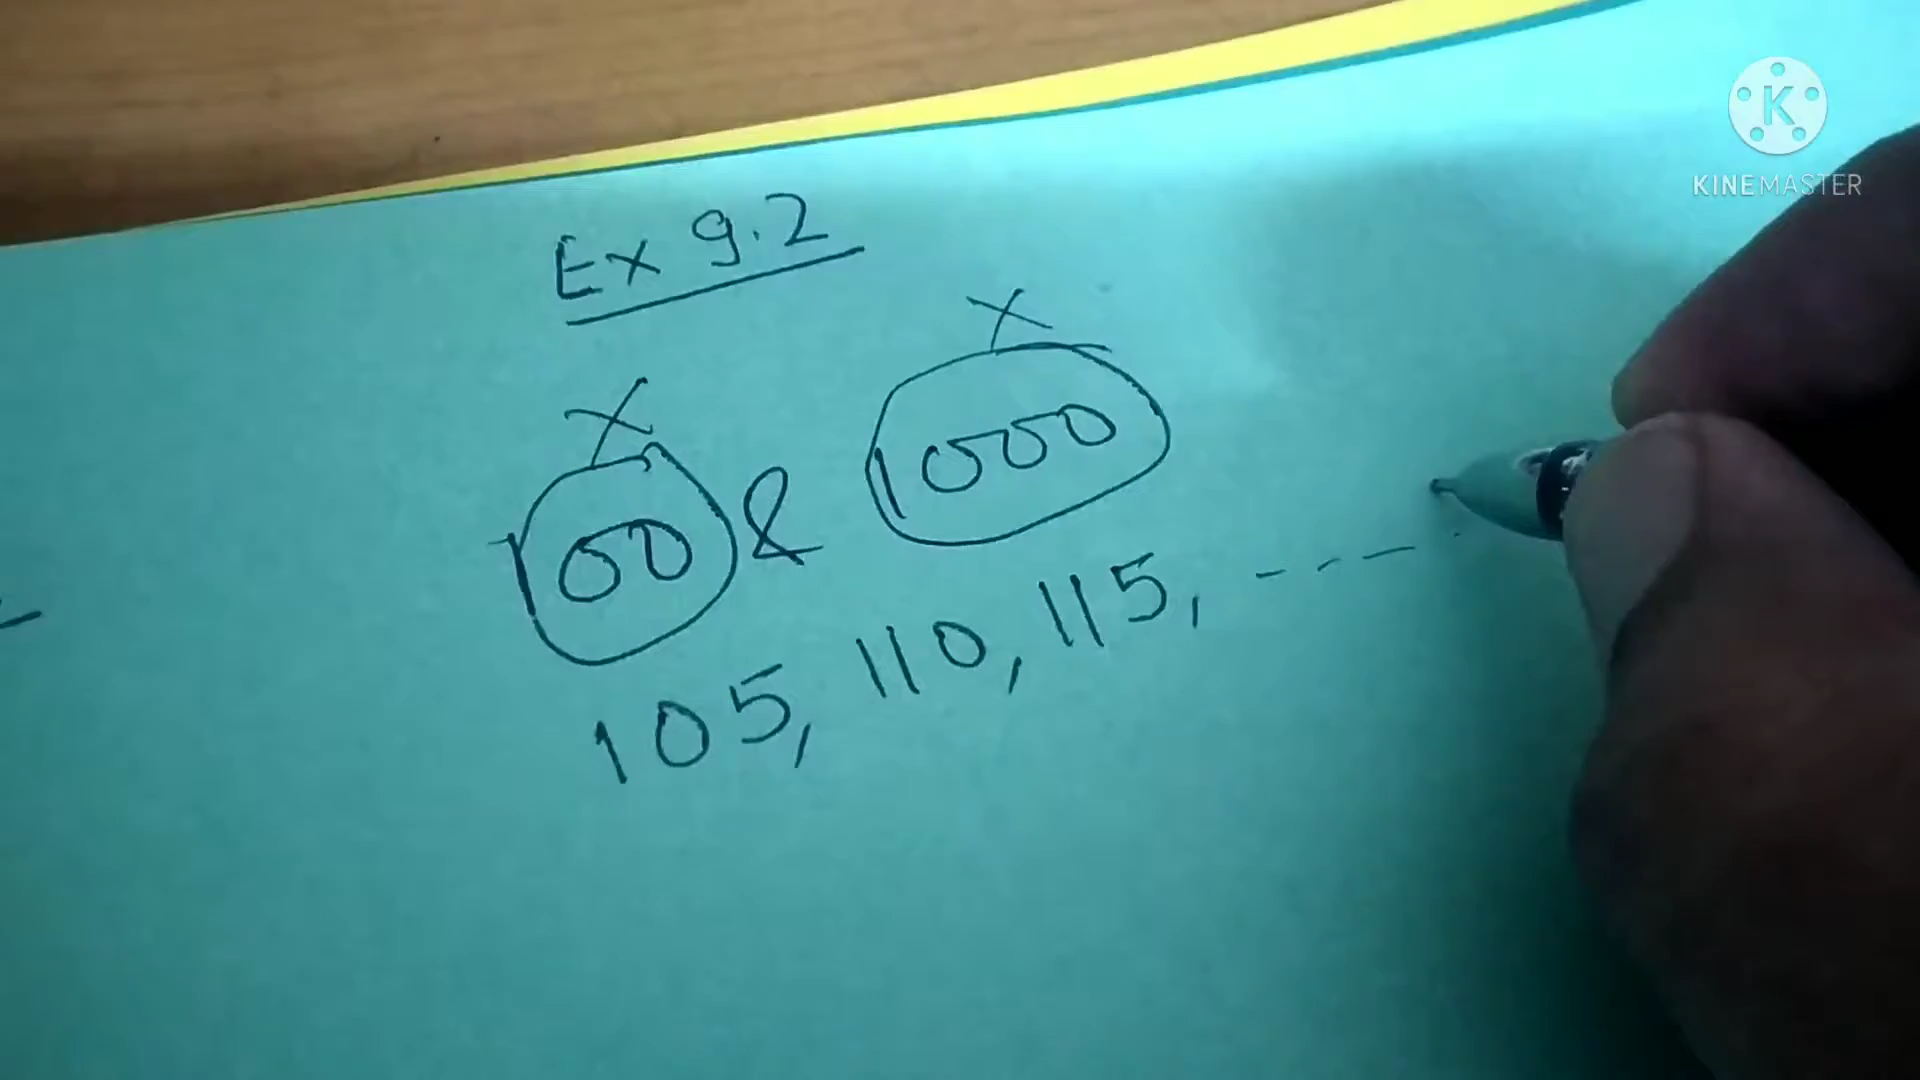 Ex 9.2
x x
100 & 1000
105, 110, 115, -----
K
KINEMASTER